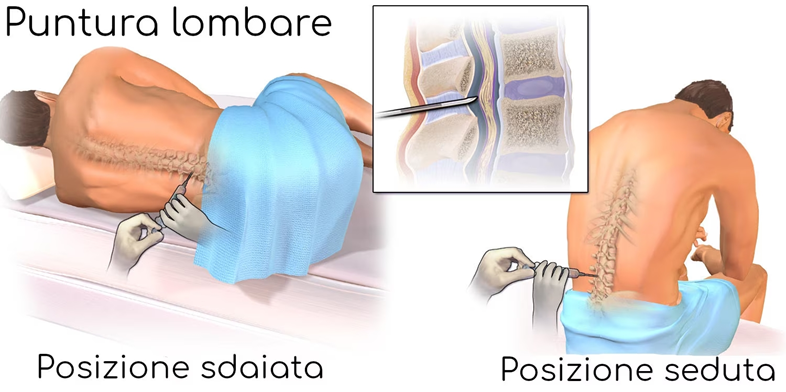 Puntura lombare
Posizione sdaiata
Posizione seduta